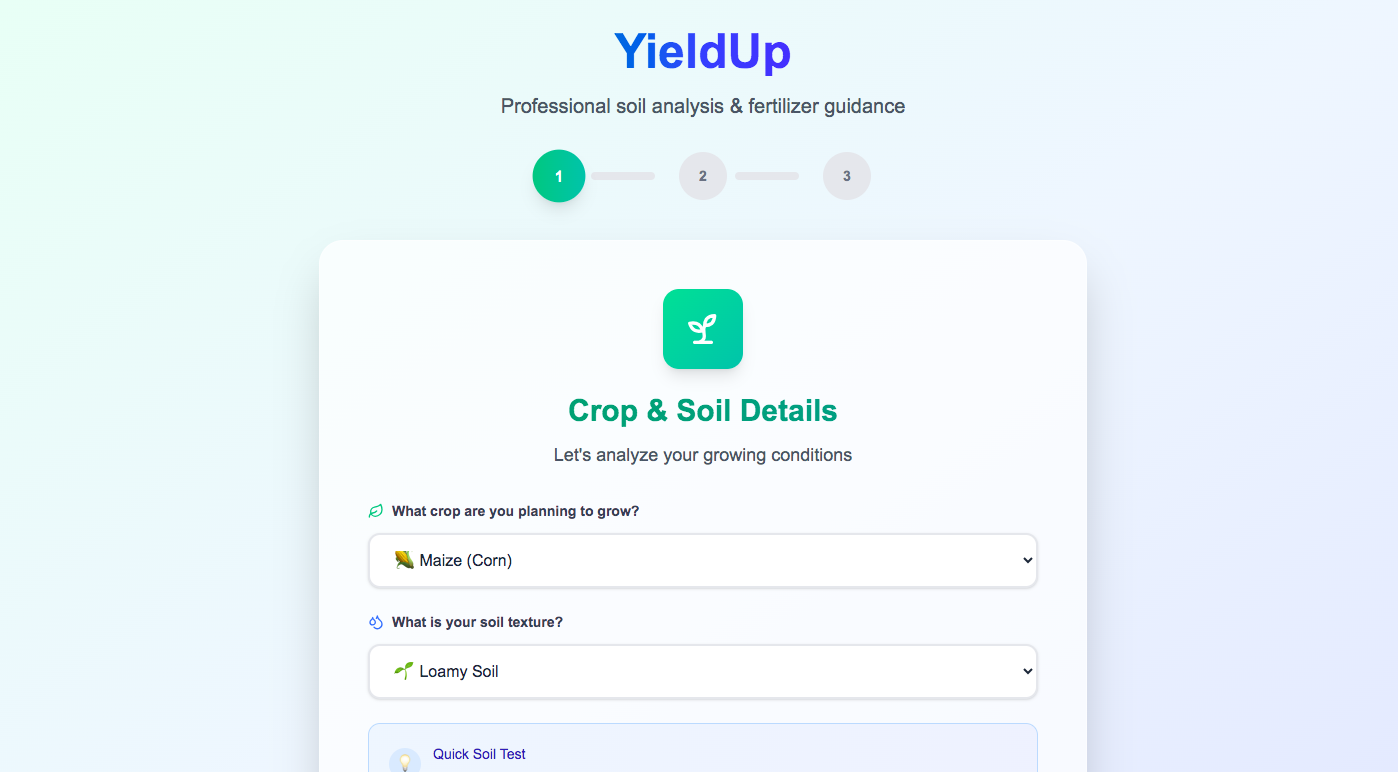 YieldUp
Professional soil analysis & fertilizer guidance
1
2
3
Crop & Soil Details
Let's analyze your growing conditions
What crop are you planning to grow?
🌽 Maize (Corn)
What is your soil texture?
🌱 Loamy Soil
Quick Soil Test